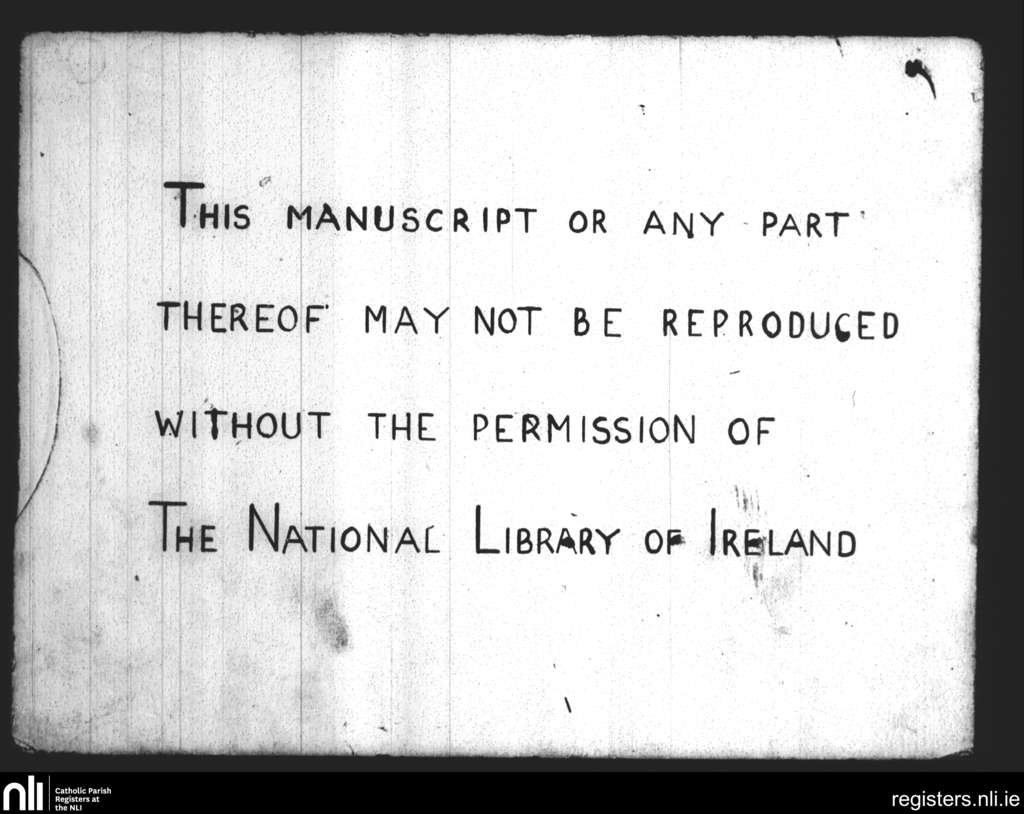 THIS MANUSCRIPT OR ANY PART
THEREOF MAY NOT BE REPRODUCED
WITHOUT THE PERMISSION OF
THE NATIONAL LIBRARY OF IRELAND
nli
Catholic Parish
Registers at
the NLI
registers.nli.ie